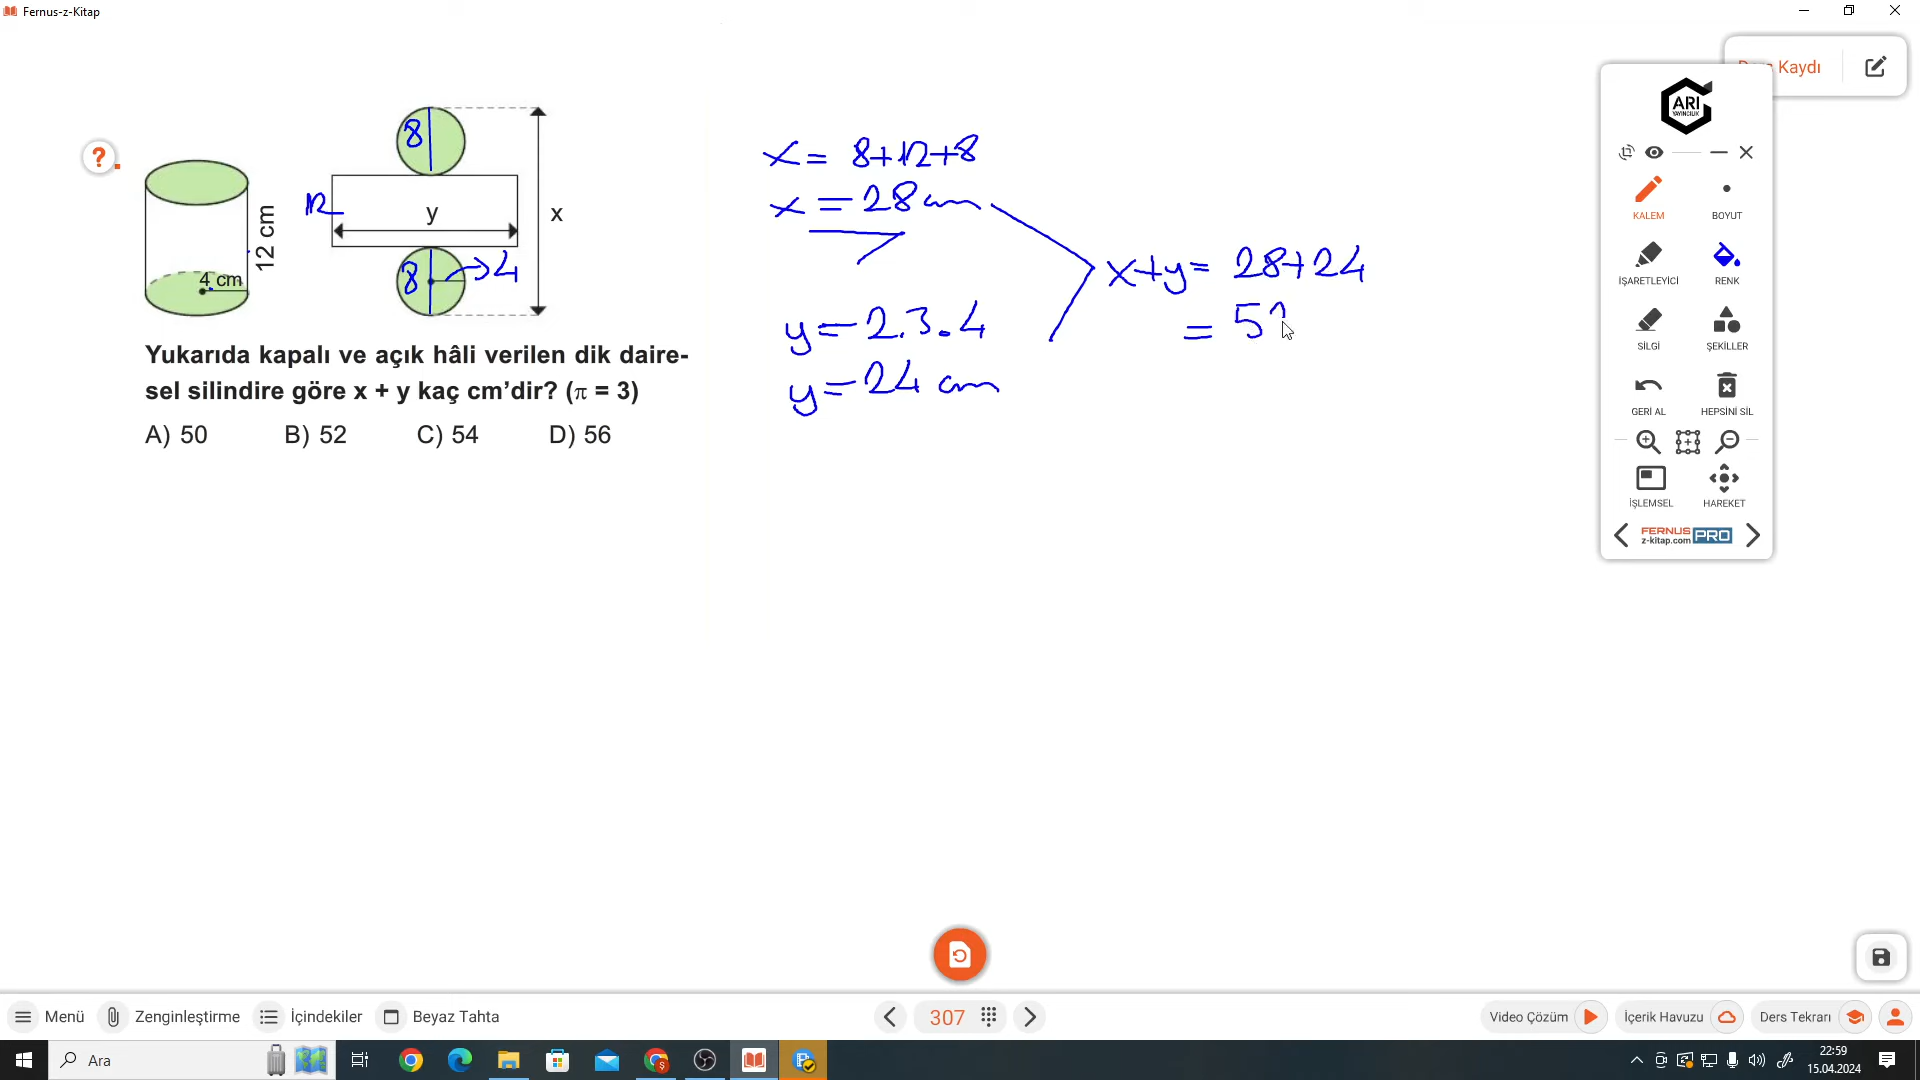 Fernus-z-Kitap
Ders Kaydı
ARI
YAYINCILIK
KALEM
BOYUT
İŞARETLEYİCİ
RENK
SİLGİ
ŞEKİLLER
GERİ AL
HEPSİNİ SİL
İŞLEMSEL
HAREKET
FERNUS
z-kitap.com PRO
?.
8
12
y
x
12 cm
4 cm
8
4
Yukarıda kapalı ve açık hâli verilen dik daire-
sel silindire göre x + y kaç cm’dir? (π = 3)
A) 50 B) 52 C) 54 D) 56
x = 8+12+8
x = 28 cm
y = 2.3.4
y = 24 cm
x+y = 28+24
= 52
Menü Zenginleştirme İçindekiler Beyaz Tahta 307 Video Çözüm İçerik Havuzu Ders Tekrarı
Ara
22:59
15.04.2024